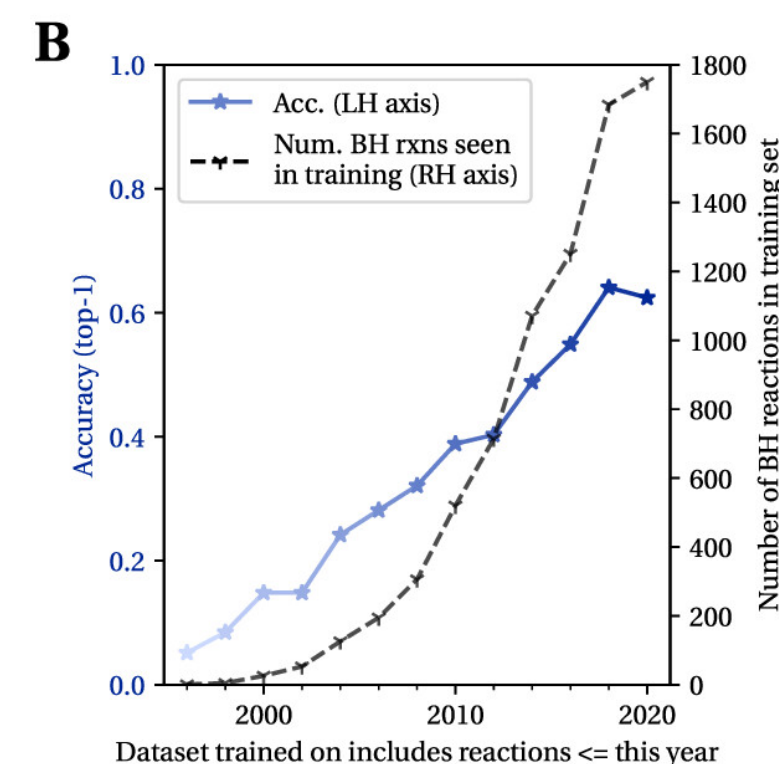 B
1.0
0.8
0.6
0.4
0.2
0.0
Accuracy (top-1)
Acc. (LH axis)
Num. BH rxns seen
in training (RH axis)
1800
1600
1400
1200
1000
800
600
400
200
0
Number of BH reactions in training set
2000
2010
2020
Dataset trained on includes reactions <= this year